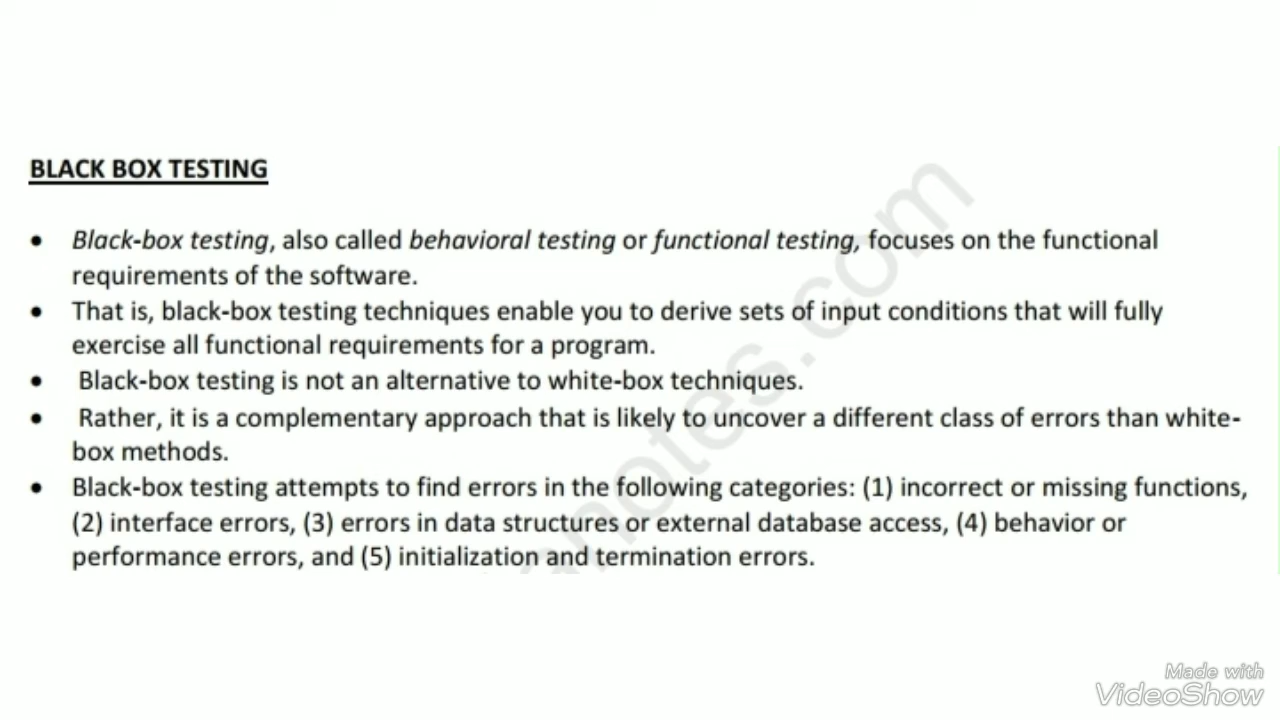 BLACK BOX TESTING
• Black-box testing, also called behavioral testing or functional testing, focuses on the functional
requirements of the software.
• That is, black-box testing techniques enable you to derive sets of input conditions that will fully
exercise all functional requirements for a program.
• Black-box testing is not an alternative to white-box techniques.
• Rather, it is a complementary approach that is likely to uncover a different class of errors than white-
box methods.
• Black-box testing attempts to find errors in the following categories: (1) incorrect or missing functions,
(2) interface errors, (3) errors in data structures or external database access, (4) behavior or
performance errors, and (5) initialization and termination errors.
Made with
VideoShow